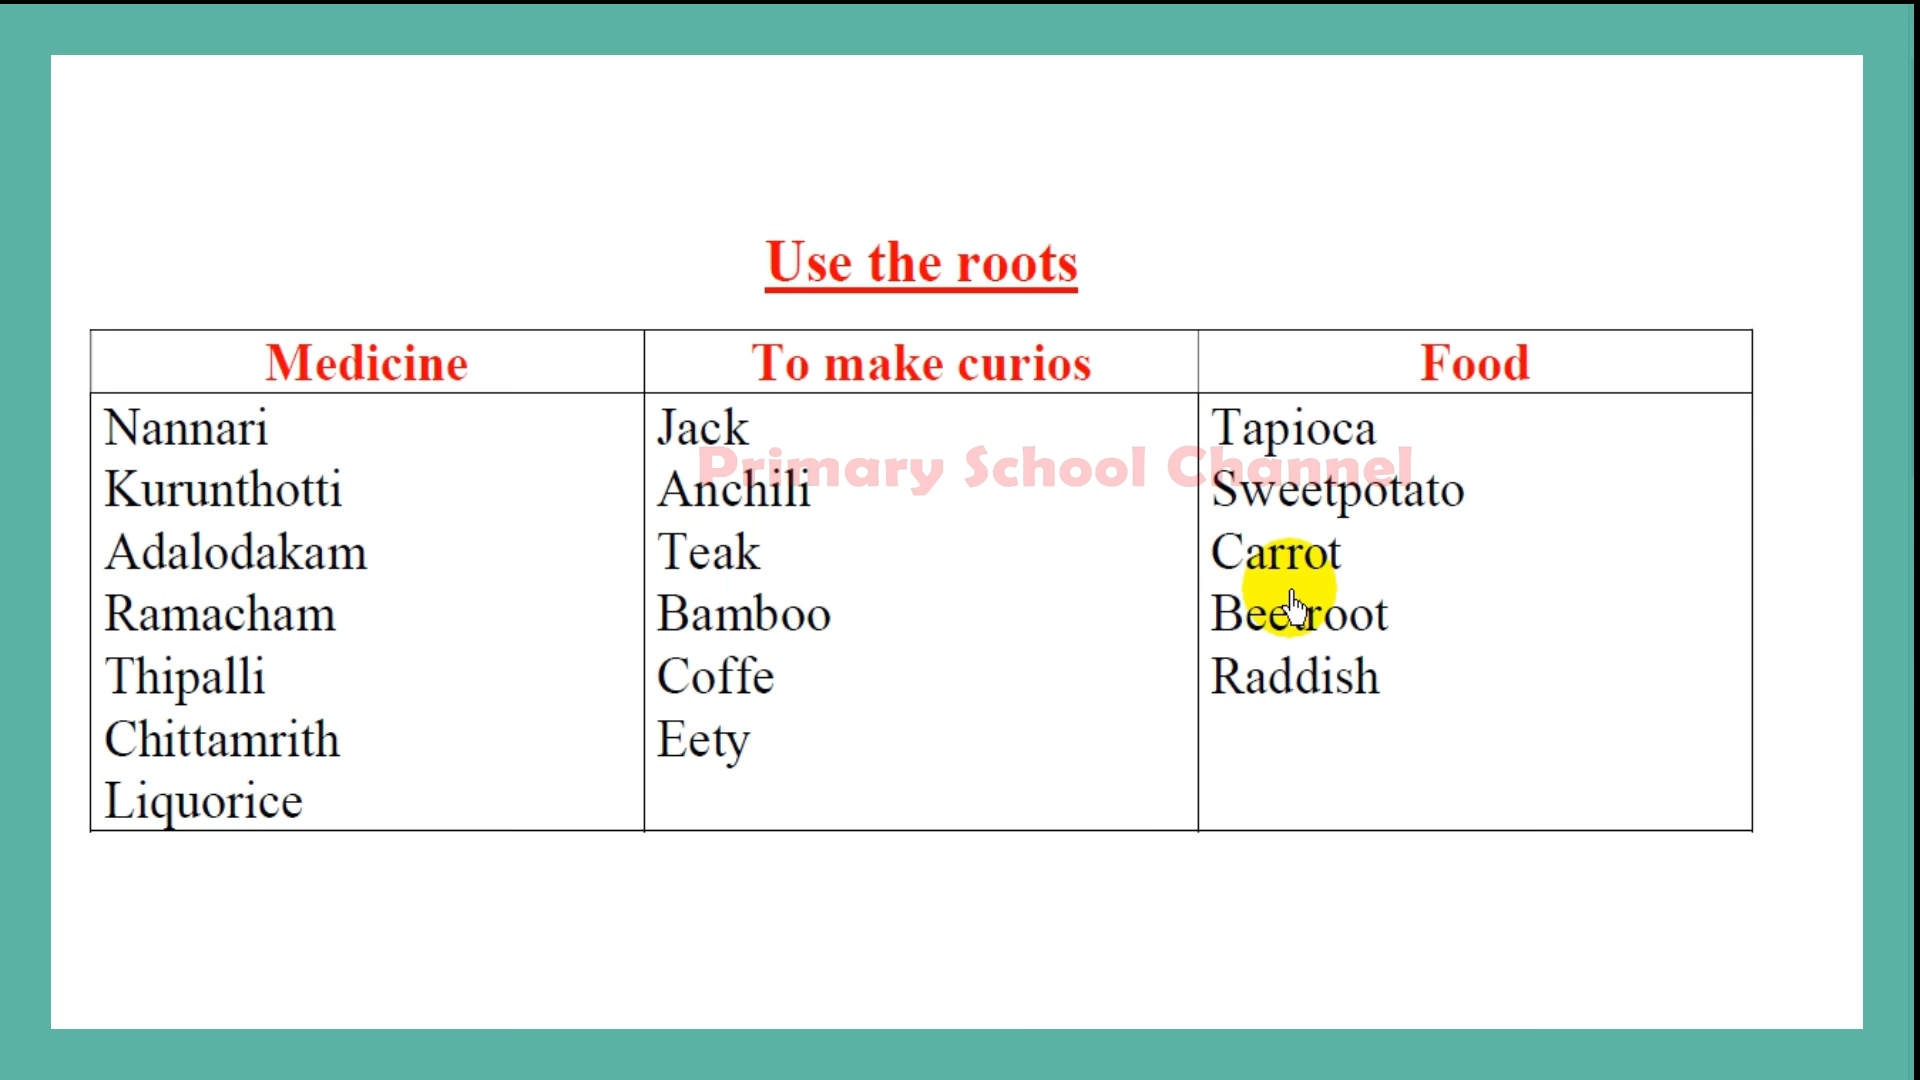 Use the roots
Medicine To make curios Food
Nannari Jack Tapioca
Primary School Channel
Kurunthotti Anchili Sweetpotato
Adalodakam Teak Carrot
Ramacham Bamboo Beetroot
Thipalli Coffe Raddish
Chittamrith Eety
Liquorice